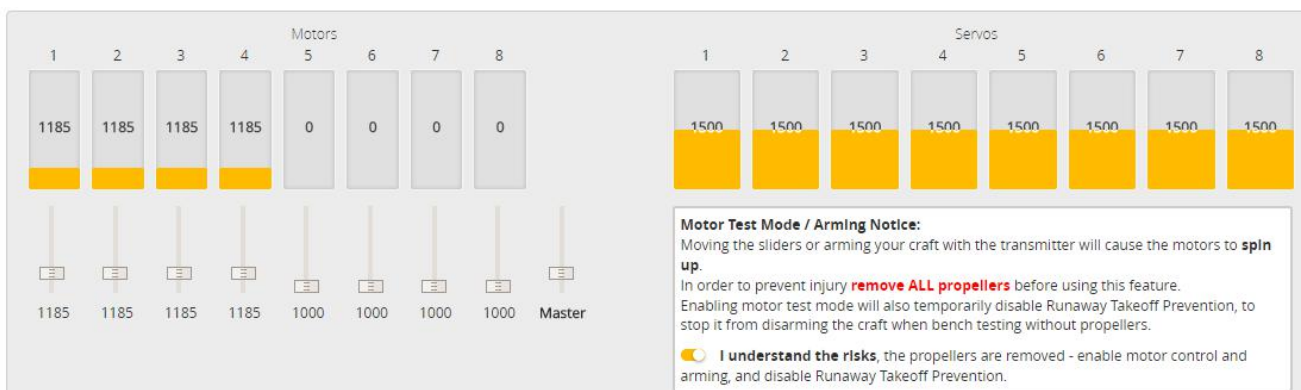 Motors
1 2 3 4 5 6 7 8
1185 1185 1185 1185 0 0 0 0
1185 1185 1185 1185 1000 1000 1000 1000 Master
Servos
1 2 3 4 5 6 7 8
1500 1500 1500 1500 1500 1500 1500 1500
Motor Test Mode / Arming Notice:
Moving the sliders or arming your craft with the transmitter will cause the motors to spin
up.
In order to prevent injury remove ALL propellers before using this feature.
Enabling motor test mode will also temporarily disable Runaway Takeoff Prevention, to
stop it from disarming the craft when bench testing without propellers.
I understand the risks, the propellers are removed - enable motor control and
arming, and disable Runaway Takeoff Prevention.